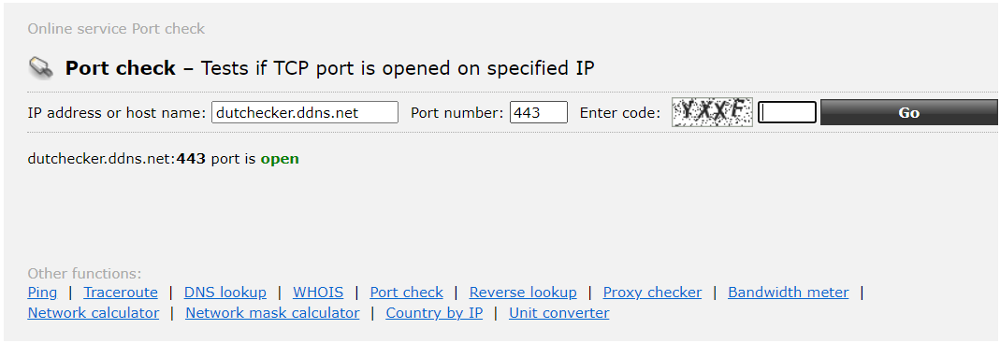 Online service Port check
Port check – Tests if TCP port is opened on specified IP
IP address or host name: dutchecker.ddns.net Port number: 443 Enter code: YXXF Go
dutchecker.ddns.net:443 port is open
Other functions:
Ping | Traceroute | DNS lookup | WHOIS | Port check | Reverse lookup | Proxy checker | Bandwidth meter |
Network calculator | Network mask calculator | Country by IP | Unit converter